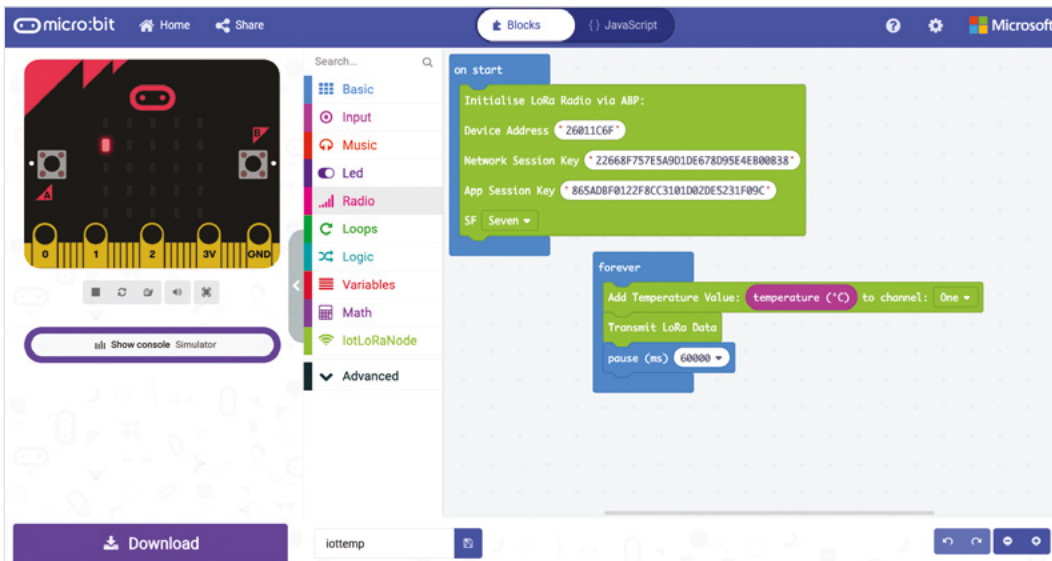 micro:bit Home Share Blocks {} JavaScript ? Microsoft
A
B
0 1 2 3V GND
Show console Simulator
Search...
Basic
Input
Music
Led
Radio
Loops
Logic
Variables
Math
IotLoRaNode
Advanced
on start
Initialise LoRa Radio via ABP:
Device Address "26011C6F"
Network Session Key "22668F757E5A9D1DE678D95E4EB00B38"
App Session Key "865ADBF0122F8CC3101D02DE5231F09C"
SF Seven
forever
Add Temperature Value: temperature (°C) to channel: One
Transmit LoRa Data
pause (ms) 60000
Download
iottemp